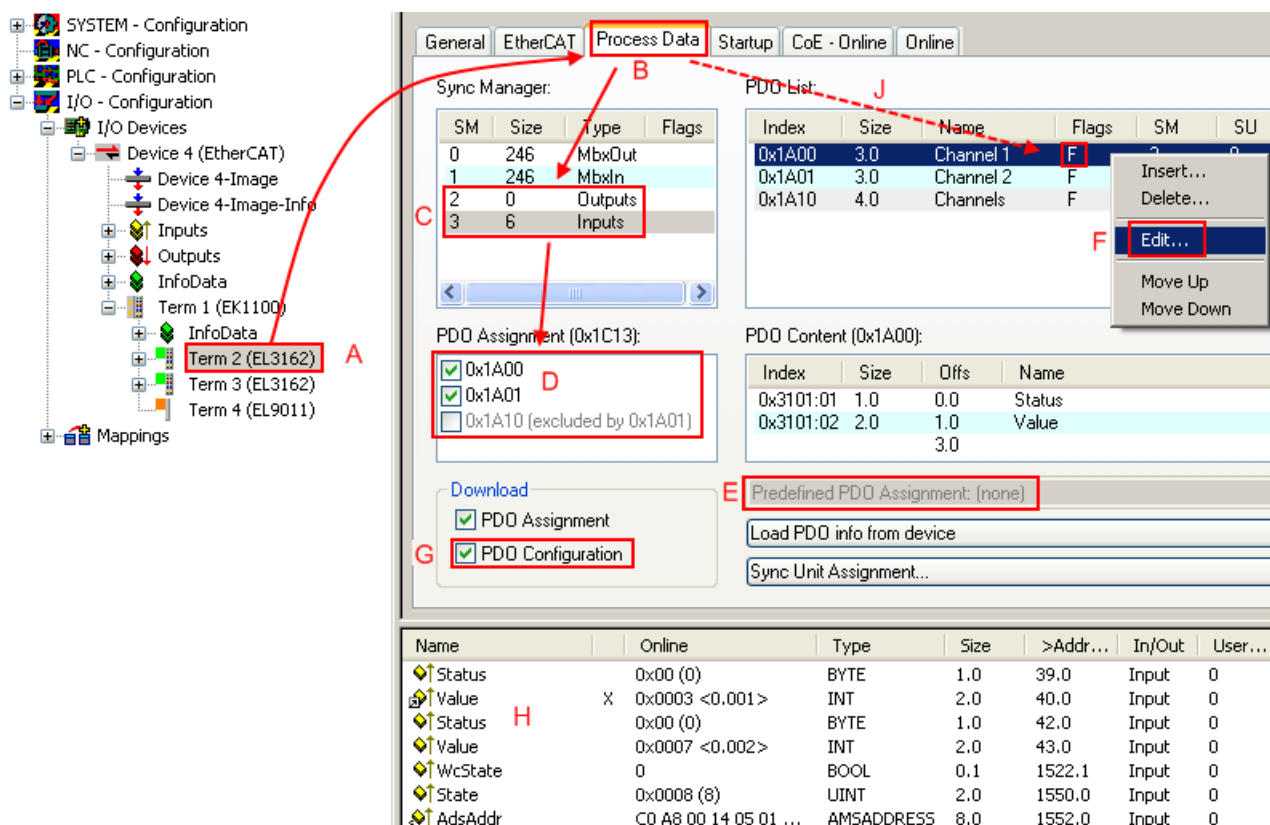 SYSTEM - Configuration
NC - Configuration
PLC - Configuration
I/O - Configuration
I/O Devices
Device 4 (EtherCAT)
Device 4-Image
Device 4-Image-Info
Inputs
Outputs
InfoData
Term 1 (EK1100)
InfoData
Term 2 (EL3162)
A
Term 3 (EL3162)
Term 4 (EL9011)
Mappings
General EtherCAT Process Data Startup CoE - Online Online
B
Sync Manager:
SM Size Type Flags
0 246 MbxOut
1 246 MbxIn
2 0 Outputs
C
3 6 Inputs
PDO List:
J
Index Size Name Flags SM SU
0x1A00 3.0 Channel 1 F
0x1A01 3.0 Channel 2 F
0x1A10 4.0 Channels F
Insert...
Delete...
F
Edit...
Move Up
Move Down
PDO Assignment (0x1C13):
0x1A00
D
0x1A01
0x1A10 (excluded by 0x1A01)
PDO Content (0x1A00):
Index Size Offs Name
0x3101:01 1.0 0.0 Status
0x3101:02 2.0 1.0 Value
3.0
Download
PDO Assignment
G
PDO Configuration
E
Predefined PDO Assignment: (none)
Load PDO info from device
Sync Unit Assignment...
Name Online Type Size >Addr... In/Out User...
Status 0x00 (0) BYTE 1.0 39.0 Input 0
Value X 0x0003 <0.001> INT 2.0 40.0 Input 0
H
Status 0x00 (0) BYTE 1.0 42.0 Input 0
Value 0x0007 <0.002> INT 2.0 43.0 Input 0
WcState 0 BOOL 0.1 1522.1 Input 0
State 0x0008 (8) UINT 2.0 1550.0 Input 0
AdsAddr C0 A8 00 14 05 01 ... AMSADDRESS 8.0 1552.0 Input 0